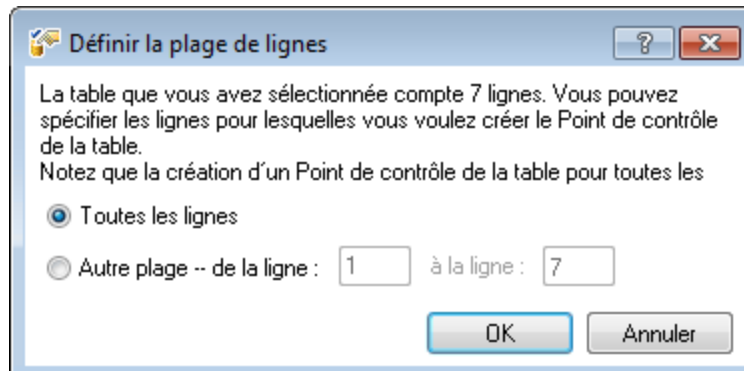 Définir la plage de lignes
La table que vous avez sélectionnée compte 7 lignes. Vous pouvez
spécifier les lignes pour lesquelles vous voulez créer le Point de contrôle
de la table.
Notez que la création d´un Point de contrôle de la table pour toutes les
Toutes les lignes
Autre plage -- de la ligne : 1 à la ligne : 7
OK Annuler